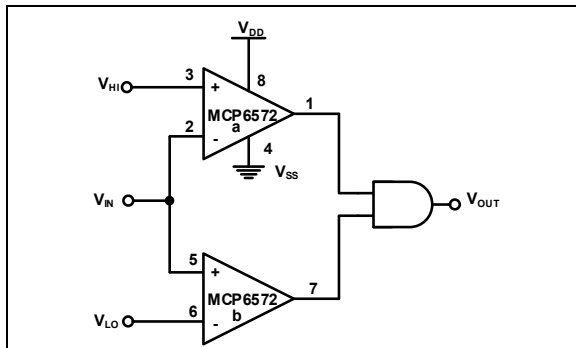 VDD
VHI
3
+
8
1
MCP6572
a
2
-
4
VSS
VIN
VOUT
5
+
7
MCP6572
b
VLO
6
-